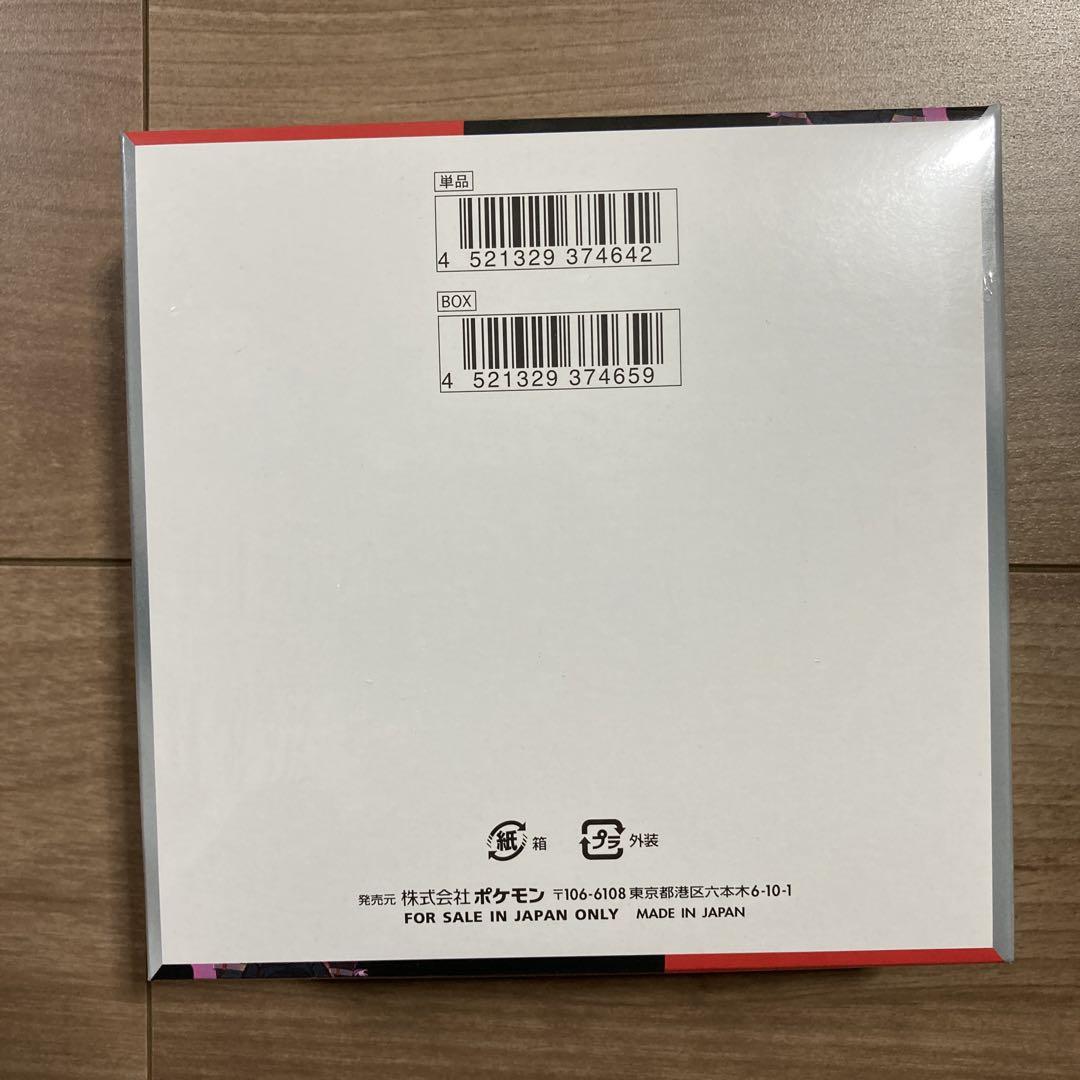 単品
4 521329 374642
BOX
4 521329 374659
紙 箱 プラ 外装
発売元 株式会社 ポケモン 〒106-6108 東京都港区六本木6-10-1
FOR SALE IN JAPAN ONLY MADE IN JAPAN